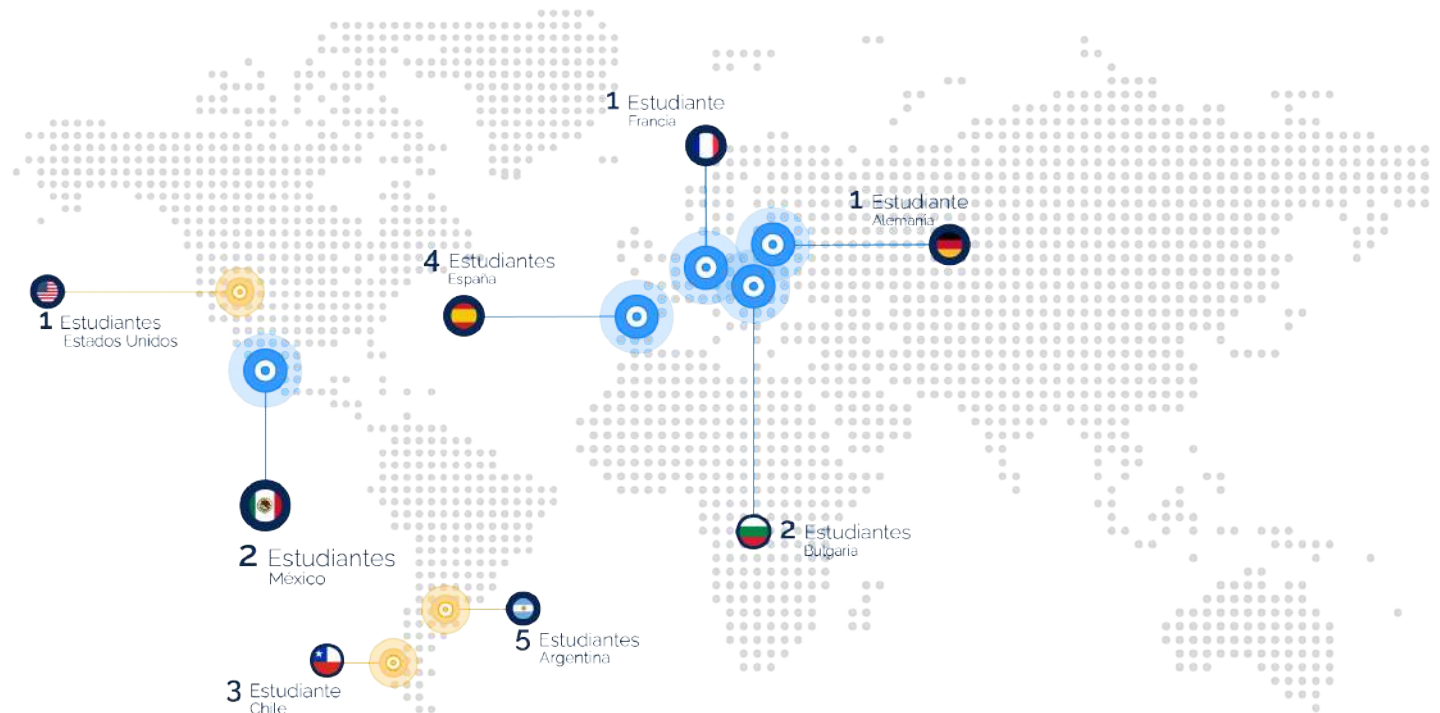 1 Estudiante
Francia
1 Estudiante
Alemania
4 Estudiantes
España
1 Estudiantes
Estados Unidos
2 Estudiantes
México
2 Estudiantes
Bulgaria
5 Estudiantes
Argentina
3 Estudiante
Chile